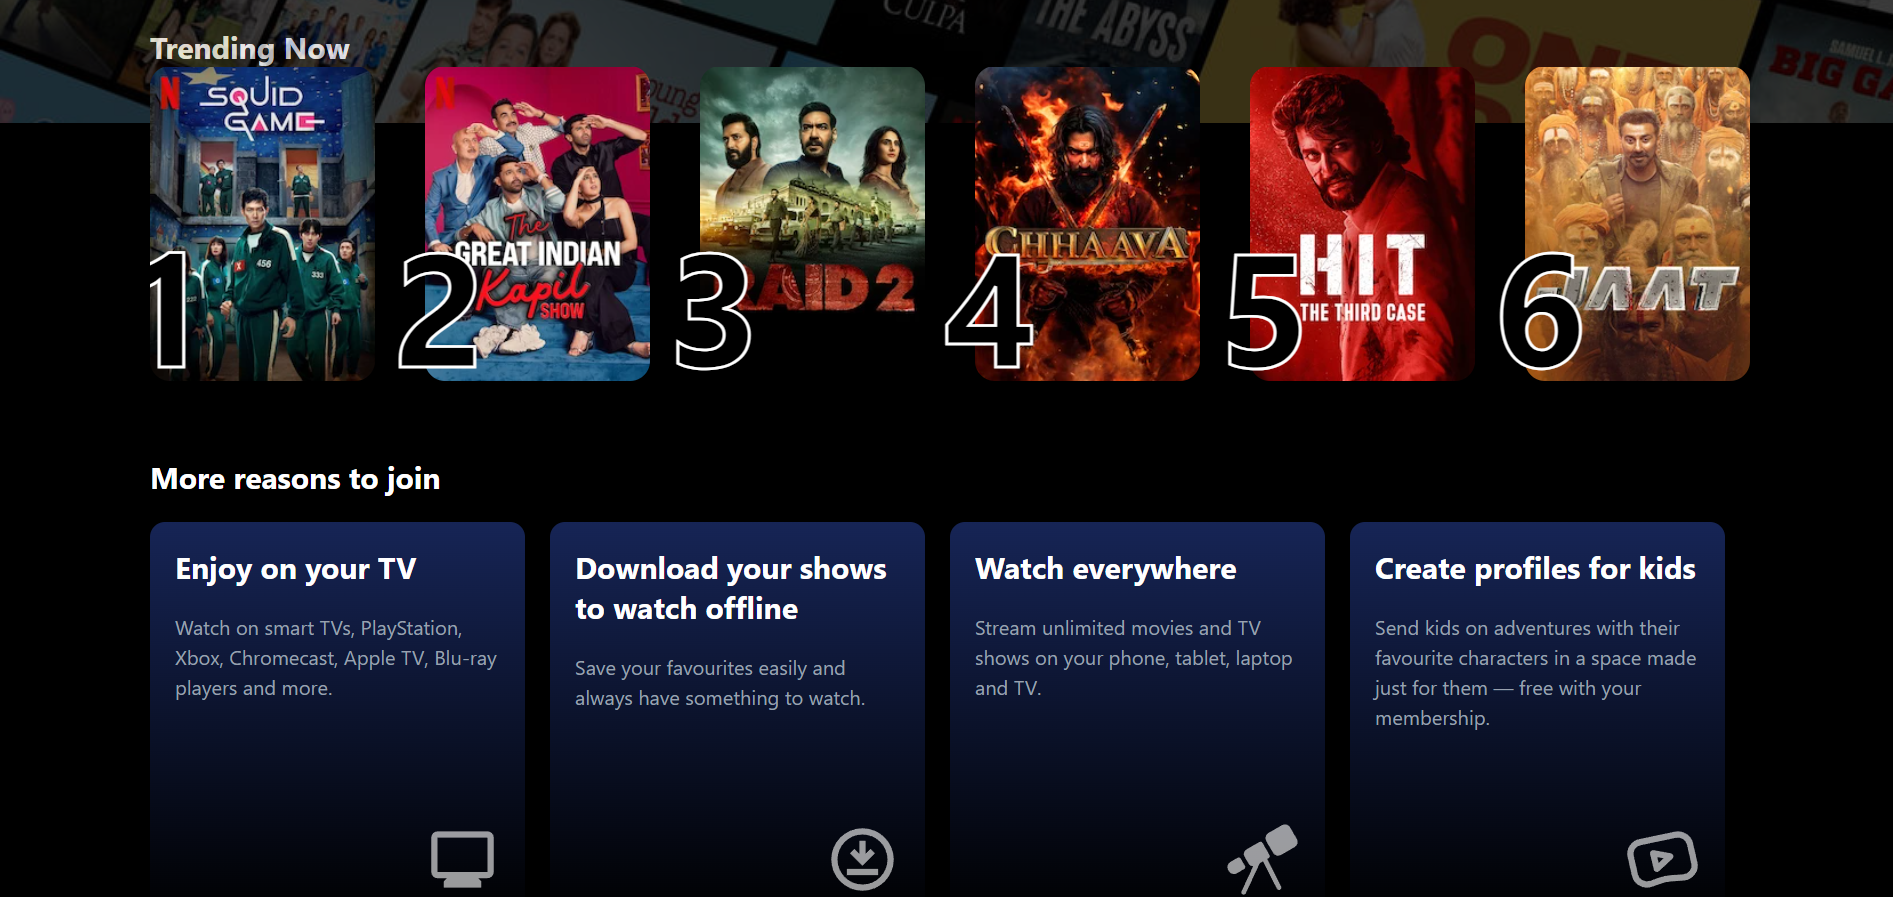 CULPA
THE ABYSS
SAMUEL L.
BIG GA
Trending Now
N
SQUID
GAME
456
333
1
N
The
GREAT INDIAN
Kapil
SHOW
2
RAID 2
3
CHHAAVA
4
HIT
THE THIRD CASE
5
JAAT
6
More reasons to join
Enjoy on your TV
Watch on smart TVs, PlayStation,
Xbox, Chromecast, Apple TV, Blu-ray
players and more.
Download your shows
to watch offline
Save your favourites easily and
always have something to watch.
Watch everywhere
Stream unlimited movies and TV
shows on your phone, tablet, laptop
and TV.
Create profiles for kids
Send kids on adventures with their
favourite characters in a space made
just for them — free with your
membership.